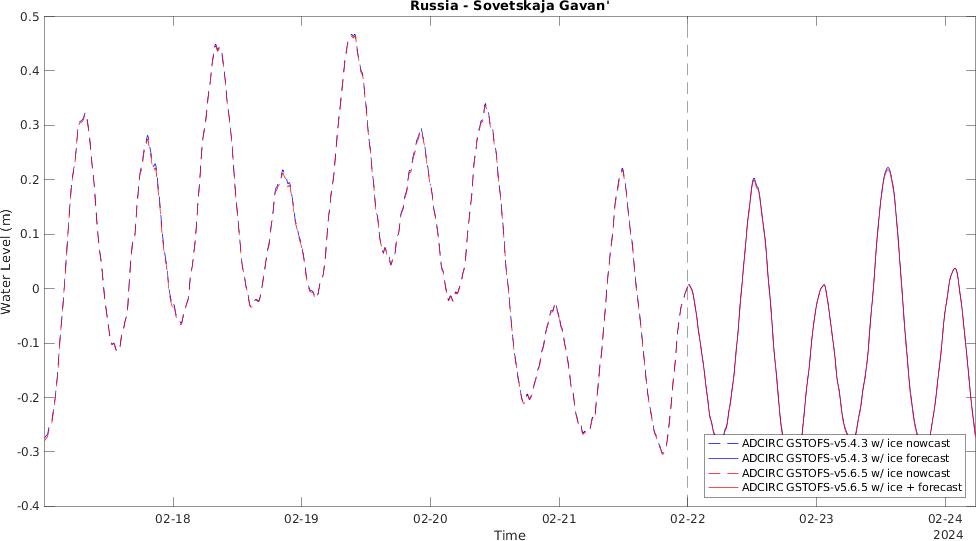 Russia - Sovetskaja Gavan'
0.5
0.4
0.3
0.2
0.1
0
-0.1
-0.2
-0.3
-0.4
Water Level (m)
ADCIRC GSTOFS-v5.4.3 w/ ice nowcast
ADCIRC GSTOFS-v5.4.3 w/ ice forecast
ADCIRC GSTOFS-v5.6.5 w/ ice nowcast
ADCIRC GSTOFS-v5.6.5 w/ ice + forecast
02-18 02-19 02-20 02-21 02-22 02-23 02-24
Time
2024